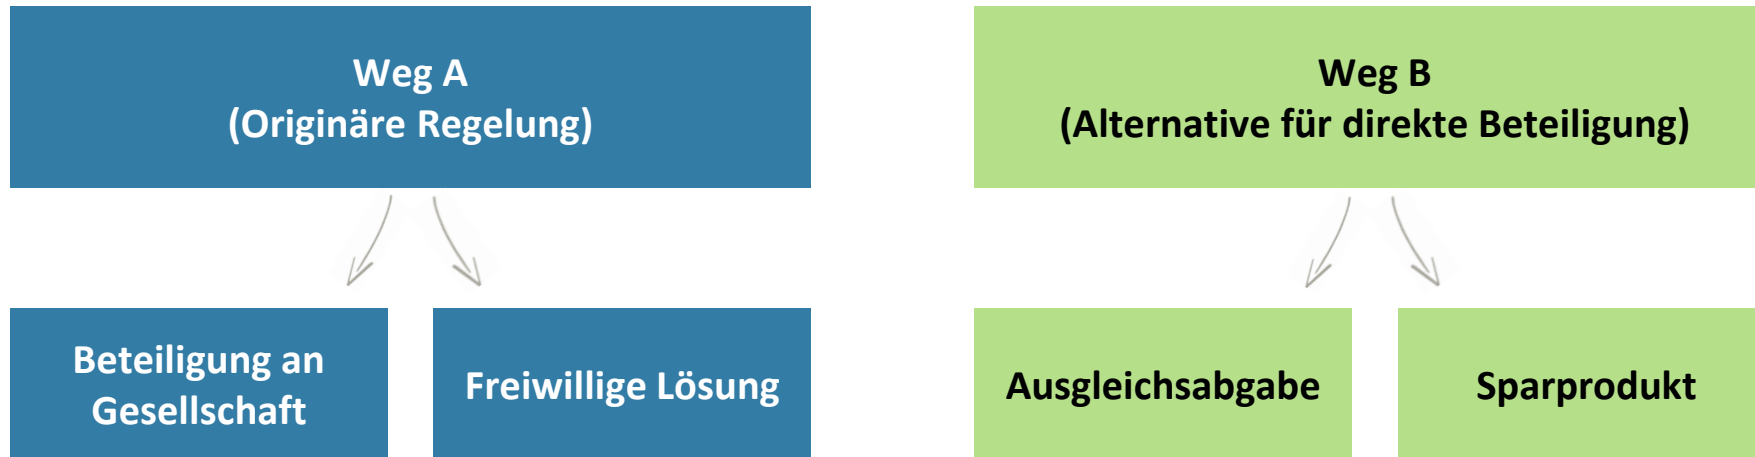 Weg A
(Originäre Regelung)
Weg B
(Alternative für direkte Beteiligung)
Beteiligung an
Gesellschaft
Freiwillige Lösung
Ausgleichsabgabe
Sparprodukt